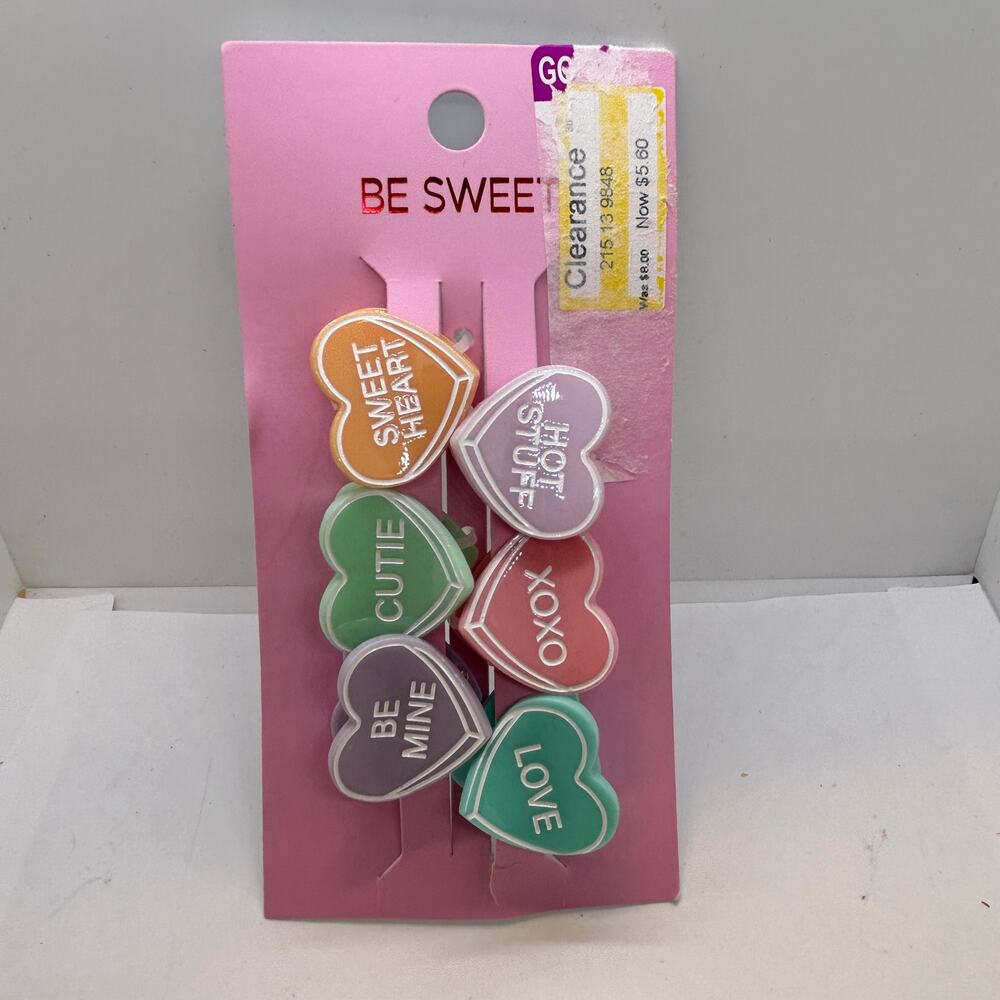 GO
BE SWEET
Clearance
215 13 9848
Was $8.00 Now $5.60
SWEET
HEART
HOT
STUFF
CUTIE
XOXO
BE
MINE
LOVE